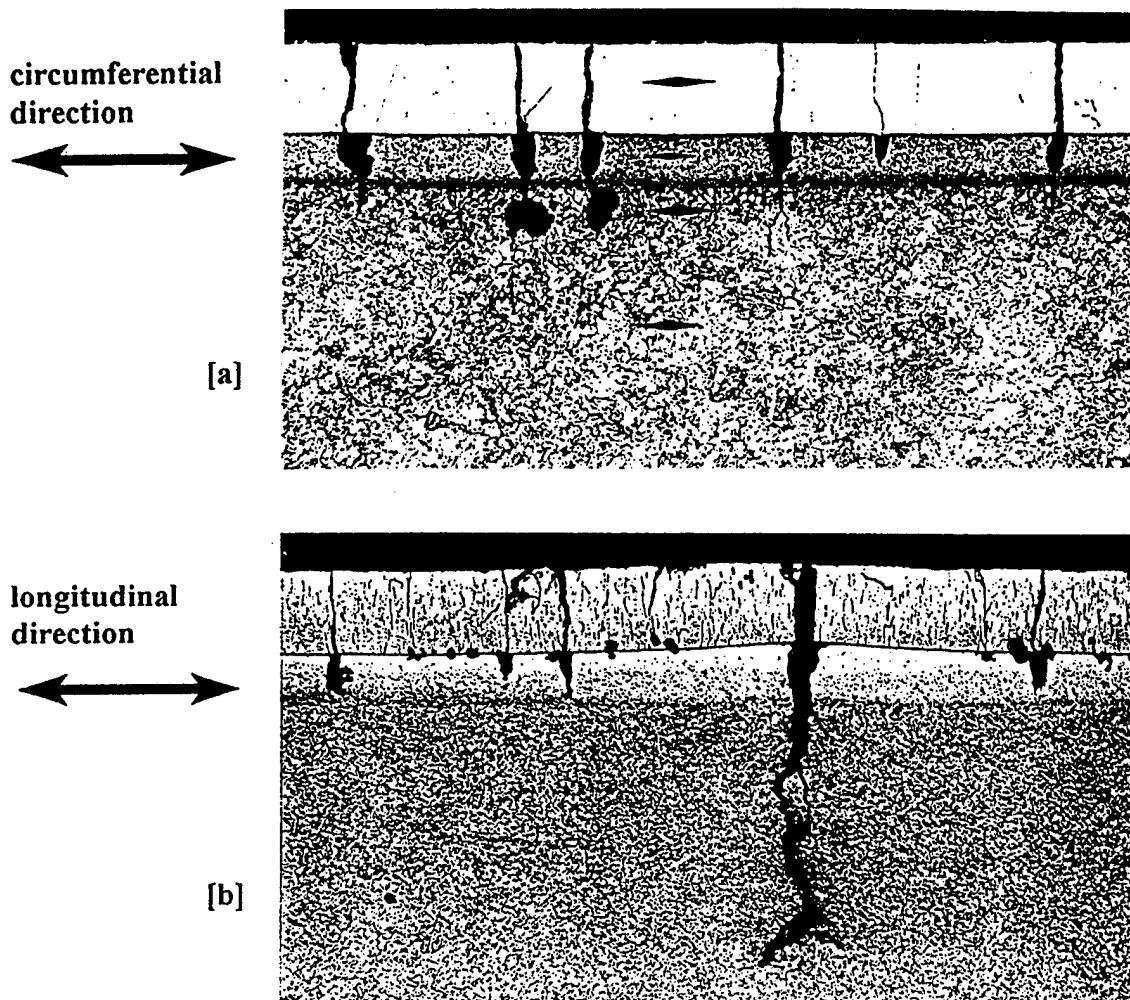 circumferential
direction
[a]
longitudinal
direction
[b]